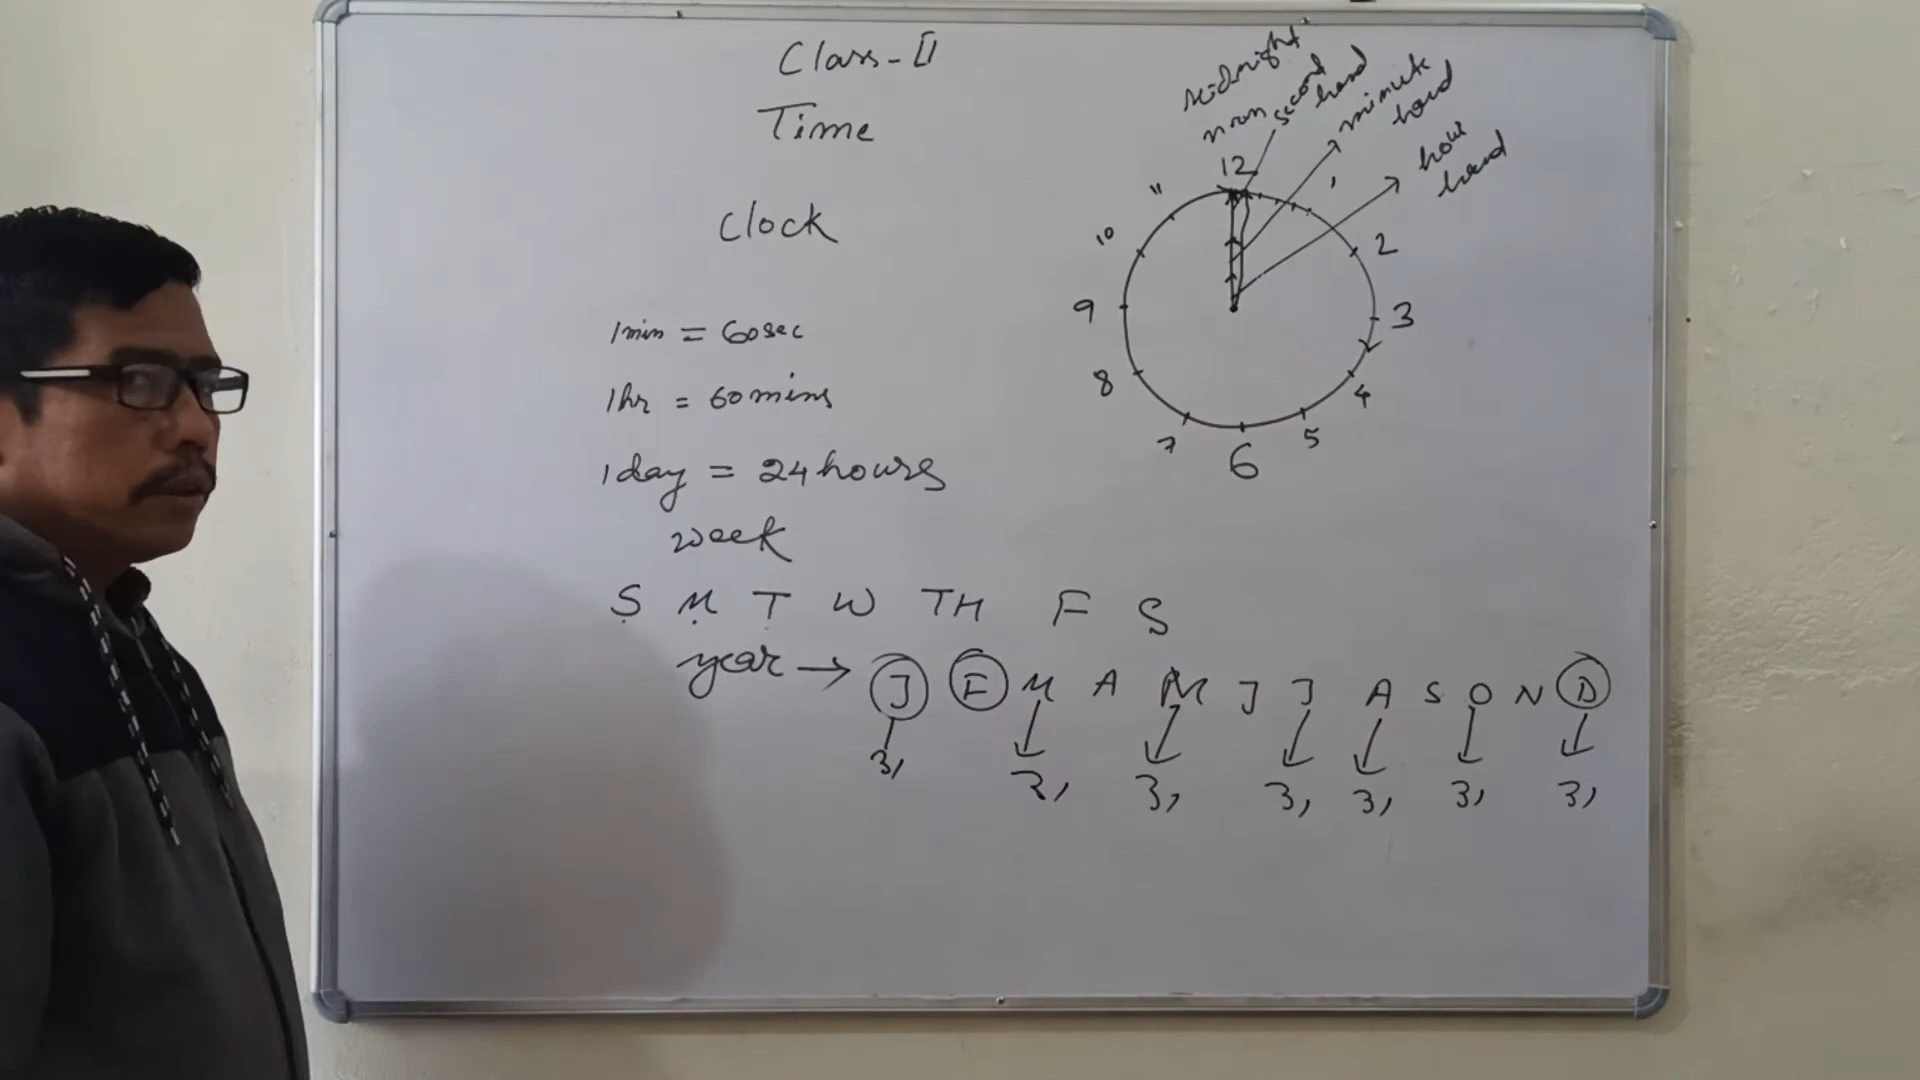 Class-II
Time
Clock
1min = 60sec
1hr = 60mins
1day = 24hours
week
S M T W TH F S
year → J F M A M J J A S O N D
31 31 31 31 31 31 31
midnight
noon
second hand
minute hand
hour hand
12
1
2
3
4
5
6
7
8
9
10
11